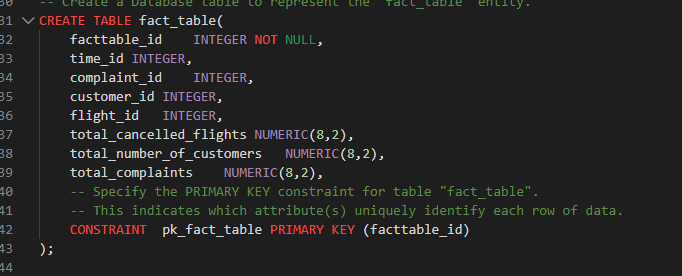 30 -- Create a Database table to represent the "fact_table" entity.
31 CREATE TABLE fact_table(
32 facttable_id INTEGER NOT NULL,
33 time_id INTEGER,
34 complaint_id INTEGER,
35 customer_id INTEGER,
36 flight_id INTEGER,
37 total_cancelled_flights NUMERIC(8,2),
38 total_number_of_customers NUMERIC(8,2),
39 total_complaints NUMERIC(8,2),
40 -- Specify the PRIMARY KEY constraint for table "fact_table".
41 -- This indicates which attribute(s) uniquely identify each row of data.
42 CONSTRAINT pk_fact_table PRIMARY KEY (facttable_id)
43 );
44